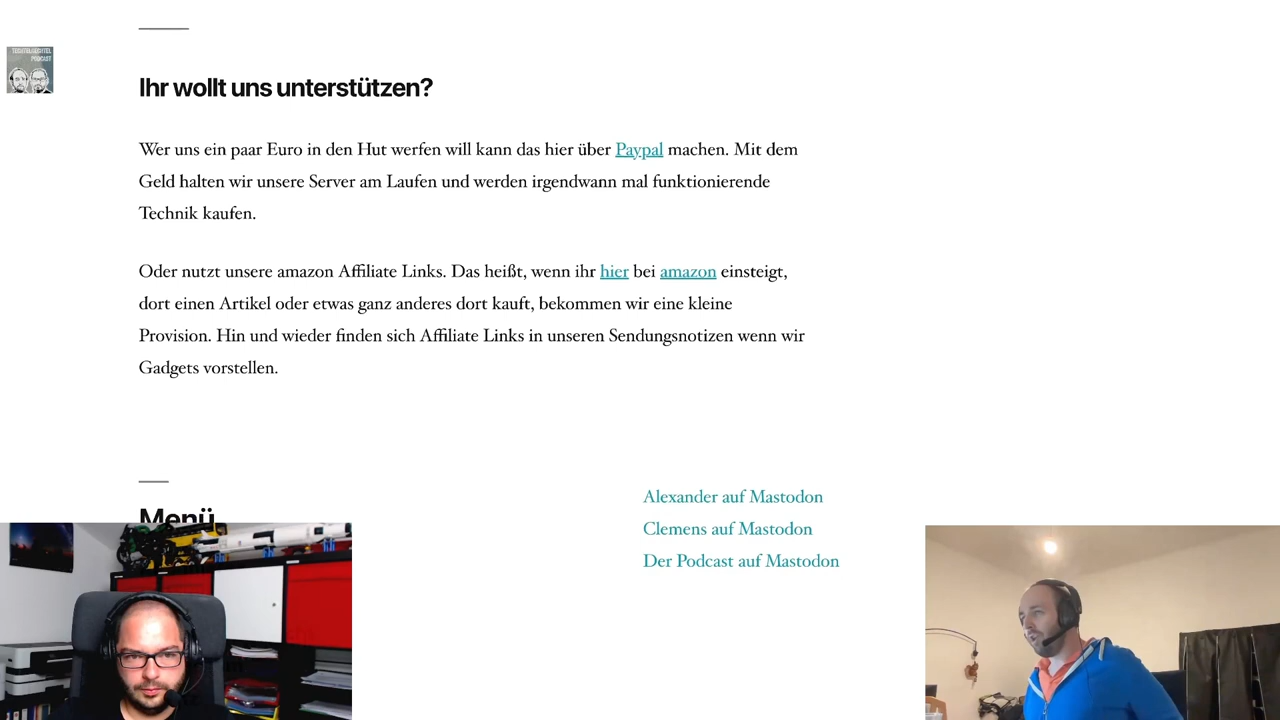 TECHTELMECHTEL
PODCAST
Ihr wollt uns unterstützen?
Wer uns ein paar Euro in den Hut werfen will kann das hier über Paypal machen. Mit dem
Geld halten wir unsere Server am Laufen und werden irgendwann mal funktionierende
Technik kaufen.
Oder nutzt unsere amazon Affiliate Links. Das heißt, wenn ihr hier bei amazon einsteigt,
dort einen Artikel oder etwas ganz anderes dort kauft, bekommen wir eine kleine
Provision. Hin und wieder finden sich Affiliate Links in unseren Sendungsnotizen wenn wir
Gadgets vorstellen.
Menü
Alexander auf Mastodon
Clemens auf Mastodon
Der Podcast auf Mastodon